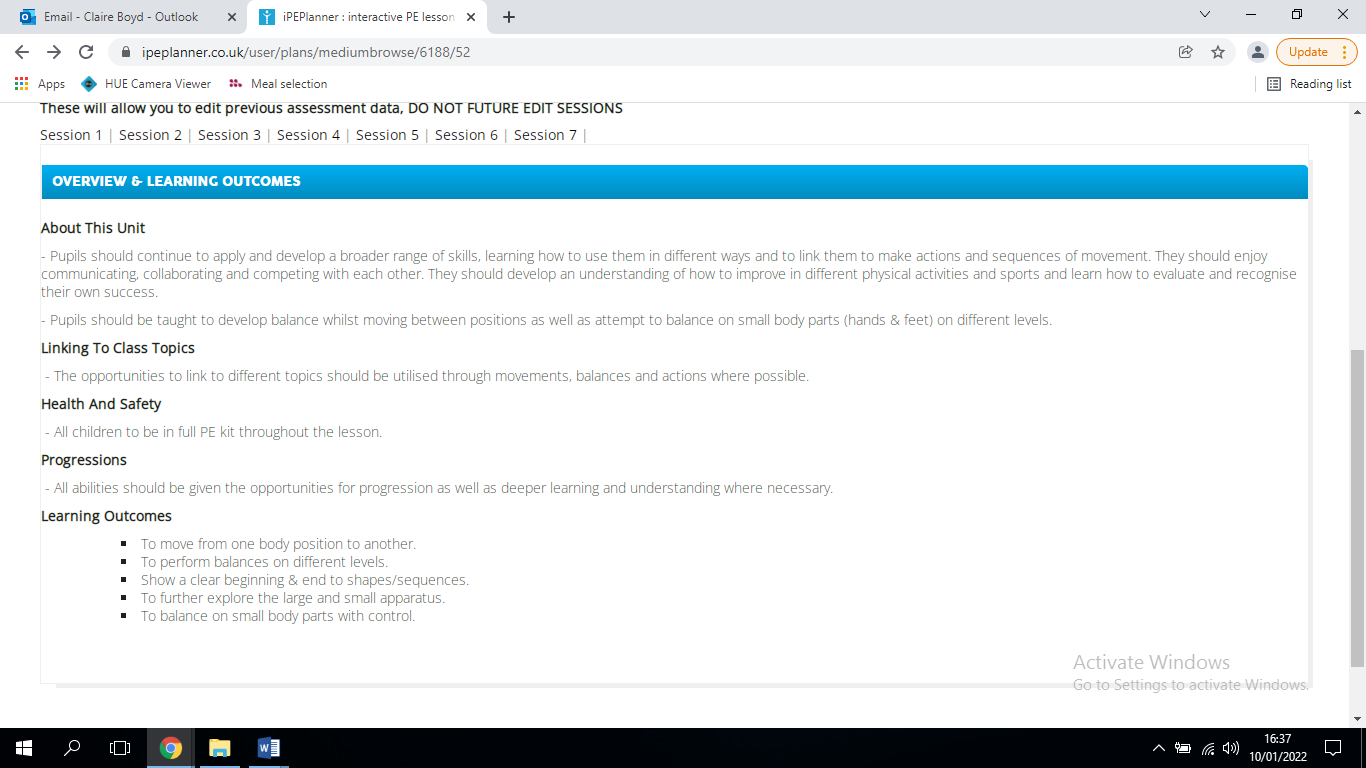 Email - Claire Boyd - Outlook
iPEPlanner : interactive PE lesson
ipeplanner.co.uk/user/plans/mediumbrowse/6188/52
Update
Apps
HUE Camera Viewer
Meal selection
Reading list
These will allow you to edit previous assessment data, DO NOT FUTURE EDIT SESSIONS
Session 1 | Session 2 | Session 3 | Session 4 | Session 5 | Session 6 | Session 7 |
OVERVIEW & LEARNING OUTCOMES
About This Unit
- Pupils should continue to apply and develop a broader range of skills, learning how to use them in different ways and to link them to make actions and sequences of movement. They should enjoy
communicating, collaborating and competing with each other. They should develop an understanding of how to improve in different physical activities and sports and learn how to evaluate and recognise
their own success.
- Pupils should be taught to develop balance whilst moving between positions as well as attempt to balance on small body parts (hands & feet) on different levels.
Linking To Class Topics
- The opportunities to link to different topics should be utilised through movements, balances and actions where possible.
Health And Safety
- All children to be in full PE kit throughout the lesson.
Progressions
- All abilities should be given the opportunities for progression as well as deeper learning and understanding where necessary.
Learning Outcomes
▪ To move from one body position to another.
▪ To perform balances on different levels.
▪ Show a clear beginning & end to shapes/sequences.
▪ To further explore the large and small apparatus.
▪ To balance on small body parts with control.
Activate Windows
Go to Settings to activate Windows.
16:37
10/01/2022